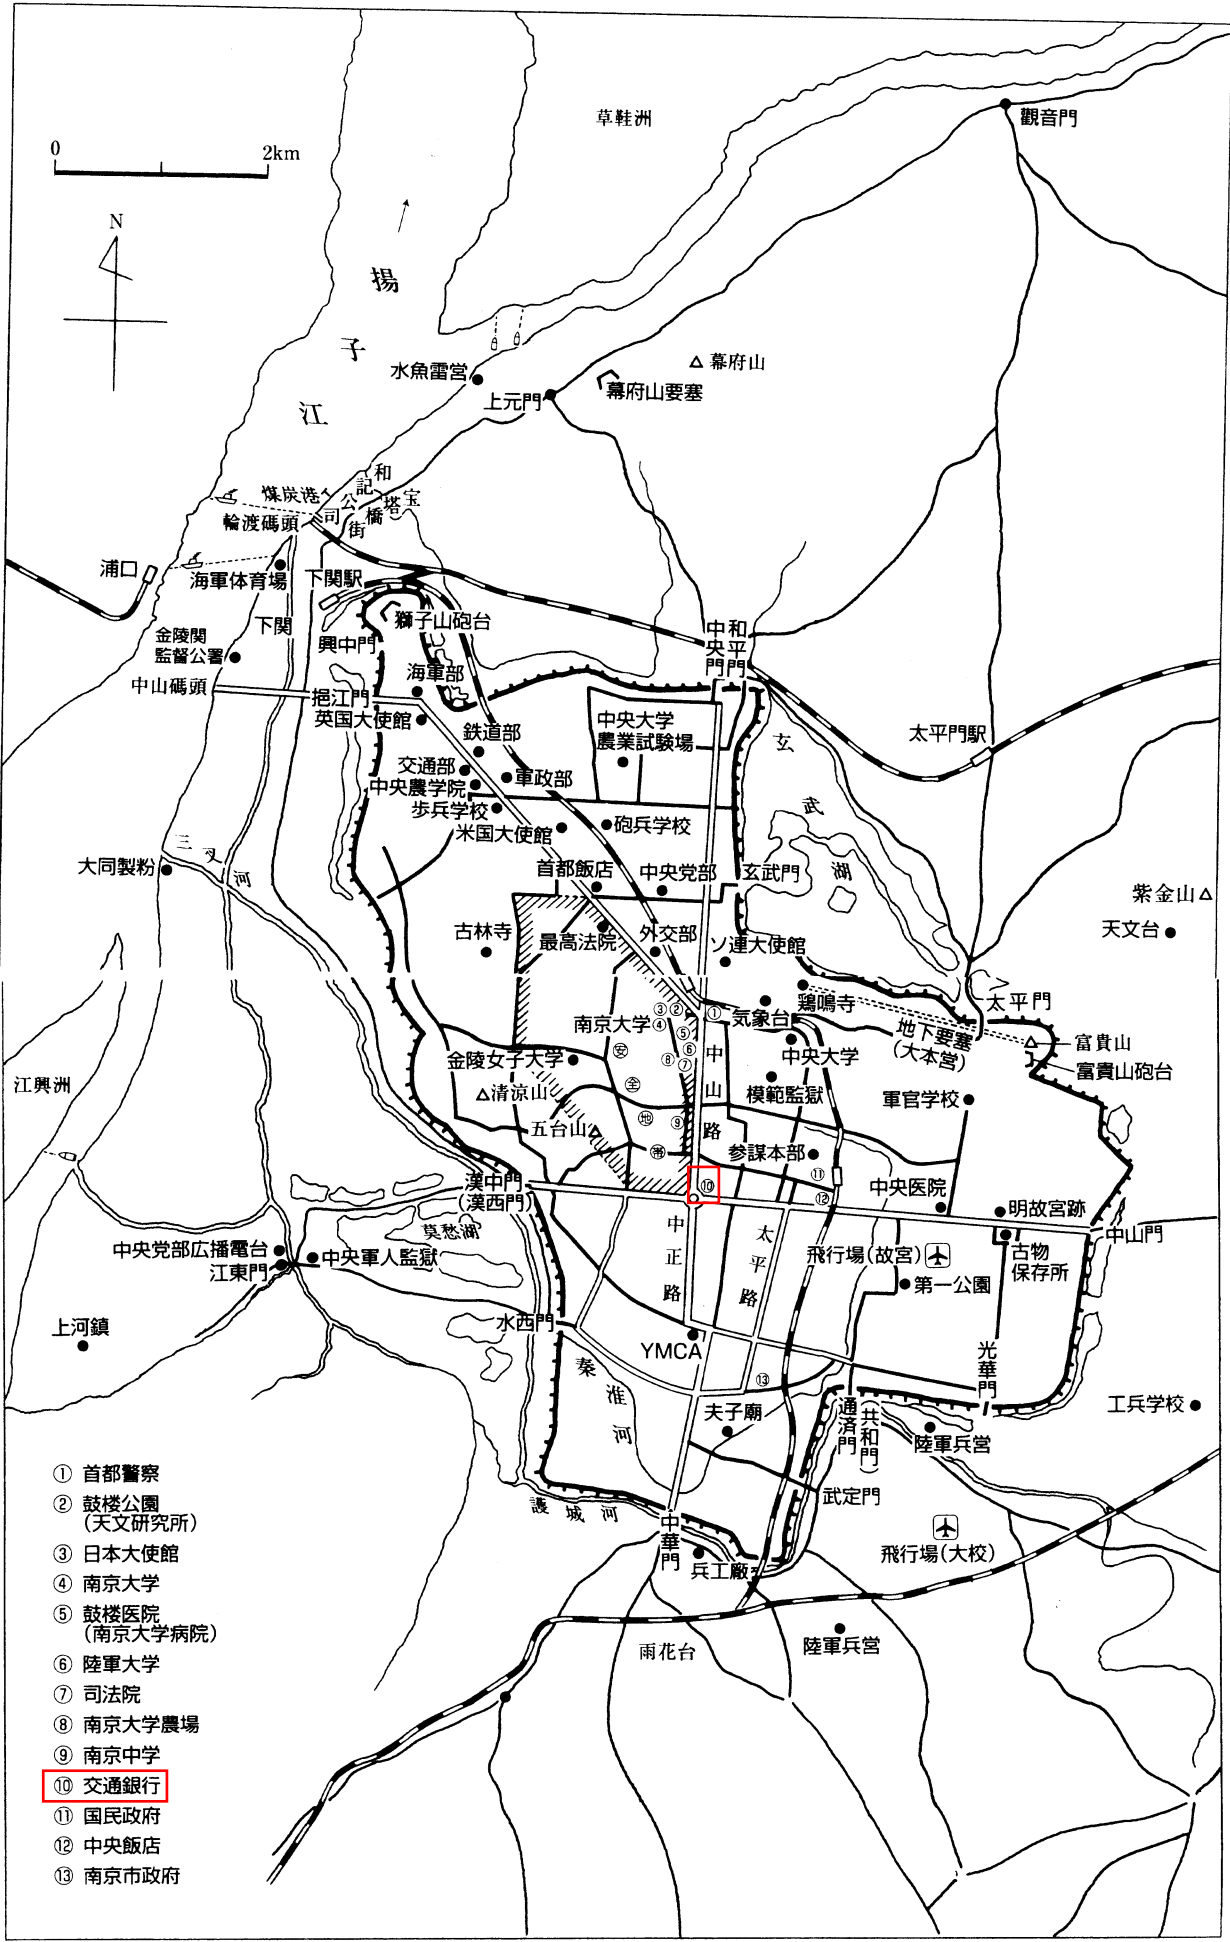 草鞋洲
觀音門
0
2km
N
揚子江
水魚雷営
上元門
幕府山
幕府山要塞
煤炭港
和記公司
宝塔橋街
輪渡碼頭
浦口
海軍体育場
下関駅
下関
獅子山砲台
興中門
金陵関
監督公署
中山碼頭
挹江門
海軍部
英国大使館
中央門
和平門
中央大学
農業試験場
鉄道部
交通部
軍政部
中央農学院
歩兵学校
米国大使館
砲兵学校
玄武湖
太平門駅
三叉河
大同製粉
首都飯店
中央党部
玄武門
紫金山
天文台
古林寺
最高法院
外交部
ソ連大使館
鶏鳴寺
太平門
南京大学
③
②
①
④
⑤
⑥
⑧
⑦
気象台
地下要塞
(大本営)
富貴山
富貴山砲台
安全地帯
金陵女子大学
中央大学
中山路
清涼山
模範監獄
軍官学校
江興洲
五台山
⑨
参謀本部
⑪
漢中門
(漢西門)
⑩
⑫
中央医院
明故宮跡
莫愁湖
中正路
太平路
中山門
中央党部広播電台
江東門
中央軍人監獄
飛行場(故宮)
古物
保存所
第一公園
上河鎮
水西門
YMCA
光華門
秦淮河
⑬
夫子廟
通済門
(共和門)
工兵学校
陸軍兵営
武定門
護城河
中華門
兵工廠
飛行場(大校)
雨花台
陸軍兵営
① 首都警察
② 鼓楼公園
(天文研究所)
③ 日本大使館
④ 南京大学
⑤ 鼓楼医院
(南京大学病院)
⑥ 陸軍大学
⑦ 司法院
⑧ 南京大学農場
⑨ 南京中学
⑩ 交通銀行
⑪ 国民政府
⑫ 中央飯店
⑬ 南京市政府